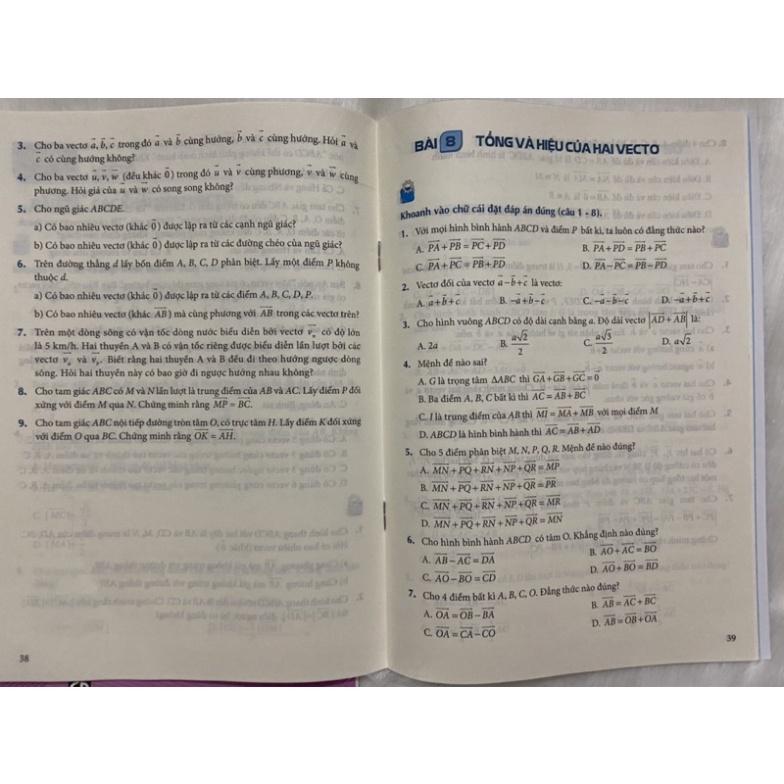 3. Cho ba vectơ a⃗, b⃗, c⃗ trong đó a⃗ và b⃗ cùng hướng, b⃗ và c⃗ cùng hướng. Hỏi a⃗ và
c⃗ có cùng hướng không?
4. Cho ba vectơ u⃗, v⃗, w⃗ (đều khác 0⃗) trong đó u⃗ và v⃗ cùng phương, v⃗ và w⃗ cùng
phương. Hỏi giá của u⃗ và w⃗ có song song không?
5. Cho ngũ giác ABCDE.
a) Có bao nhiêu vectơ (khác 0⃗) được lập ra từ các cạnh ngũ giác?
b) Có bao nhiêu vectơ (khác 0⃗) được lập ra từ các đường chéo của ngũ giác?
6. Trên đường thẳng d lấy bốn điểm A, B, C, D phân biệt. Lấy một điểm P không
thuộc d.
a) Có bao nhiêu vectơ (khác 0⃗) được lập ra từ các điểm A, B, C, D, P.
b) Có bao nhiêu vectơ (khác AB⃗) mà cùng phương với AB⃗ trong các vectơ trên?
7. Trên một dòng sông có vận tốc dòng nước biểu diễn bởi vectơ có độ lớn
là 5 km/h. Hai thuyền A và B có vận tốc riêng được biểu diễn lần lượt bởi các
vectơ và . Biết rằng hai thuyền A và B đều đi theo hướng ngược dòng
sông. Hỏi hai thuyền này có bao giờ đi ngược hướng nhau không?
8. Cho tam giác ABC có M và N lần lượt là trung điểm của AB và AC. Lấy điểm P đối
xứng với điểm M qua N. Chứng minh rằng MP⃗ = BC⃗.
9. Cho tam giác ABC nội tiếp đường tròn tâm O, có trực tâm H. Lấy điểm K đối xứng
với điểm O qua BC. Chứng minh rằng OK⃗ = AH⃗.
38
BÀI 8 TỔNG VÀ HIỆU CỦA HAI VECTƠ
Khoanh vào chữ cái đặt đáp án đúng (câu 1 - 8).
1. Với mọi hình bình hành ABCD và điểm P bất kì, ta luôn có đẳng thức nào?
A. PA⃗ + PB⃗ = PC⃗ + PD⃗ B. PA⃗ + PD⃗ = PB⃗ + PC⃗
C. PA⃗ + PC⃗ = PB⃗ + PD⃗ D. PA⃗ − PC⃗ = PB⃗ − PD⃗
2. Vectơ đối của vectơ a⃗ − b⃗ + c⃗ là vectơ:
A. a⃗ + b⃗ + c⃗ B. −a⃗ + b⃗ − c⃗ C. −a⃗ − b⃗ − c⃗ D. −a⃗ + b⃗ + c⃗
3. Cho hình vuông ABCD có độ dài cạnh bằng a. Độ dài vectơ |AD⃗ + AB⃗| là:
A. 2a B. a√2/2 C. a√3/2 D. a√2
4. Mệnh đề nào sai?
A. G là trọng tâm ΔABC thì GA⃗ + GB⃗ + GC⃗ = 0⃗
B. Ba điểm A, B, C bất kì thì AC⃗ = AB⃗ + BC⃗
C. I là trung điểm của AB thì MI⃗ = MA⃗ + MB⃗ với mọi điểm M
D. ABCD là hình bình hành thì AC⃗ = AB⃗ + AD⃗
5. Cho 5 điểm phân biệt M, N, P, Q, R. Mệnh đề nào đúng?
A. MN⃗ + PQ⃗ + RN⃗ + NP⃗ + QR⃗ = MP⃗
B. MN⃗ + PQ⃗ + RN⃗ + NP⃗ + QR⃗ = PR⃗
C. MN⃗ + PQ⃗ + RN⃗ + NP⃗ + QR⃗ = MR⃗
D. MN⃗ + PQ⃗ + RN⃗ + NP⃗ + QR⃗ = MN⃗
6. Cho hình bình hành ABCD có tâm O. Khẳng định nào đúng?
A. AB⃗ − AC⃗ = DA⃗ B. AO⃗ + AC⃗ = BO⃗
C. AO⃗ − BO⃗ = CD⃗ D. AO⃗ + BO⃗ = BD⃗
7. Cho 4 điểm bất kì A, B, C, O. Đẳng thức nào đúng?
A. OA⃗ = OB⃗ − BA⃗ B. AB⃗ = AC⃗ + BC⃗
C. OA⃗ = CA⃗ − CO⃗ D. AB⃗ = OB⃗ + OA⃗
39